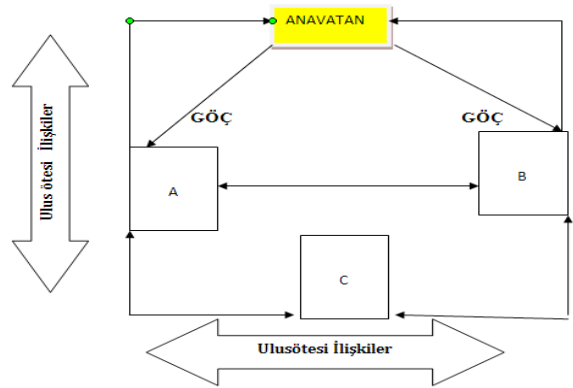 ANAVATAN
GÖÇ
GÖÇ
Ulus ötesi İlişkiler
A
B
C
Ulusötesi İlişkiler